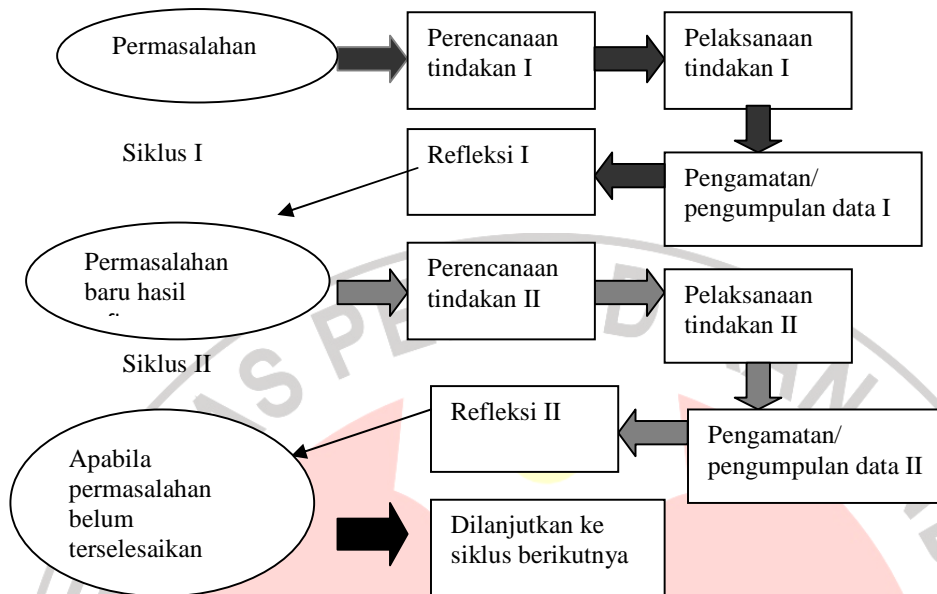 Permasalahan
Perencanaan
tindakan I
Pelaksanaan
tindakan I
Siklus I
Refleksi I
Pengamatan/
pengumpulan data I
Permasalahan
baru hasil
Perencanaan
tindakan II
Pelaksanaan
tindakan II
Siklus II
Refleksi II
Pengamatan/
pengumpulan data II
Apabila
permasalahan
belum
terselesaikan
Dilanjutkan ke
siklus berikutnya